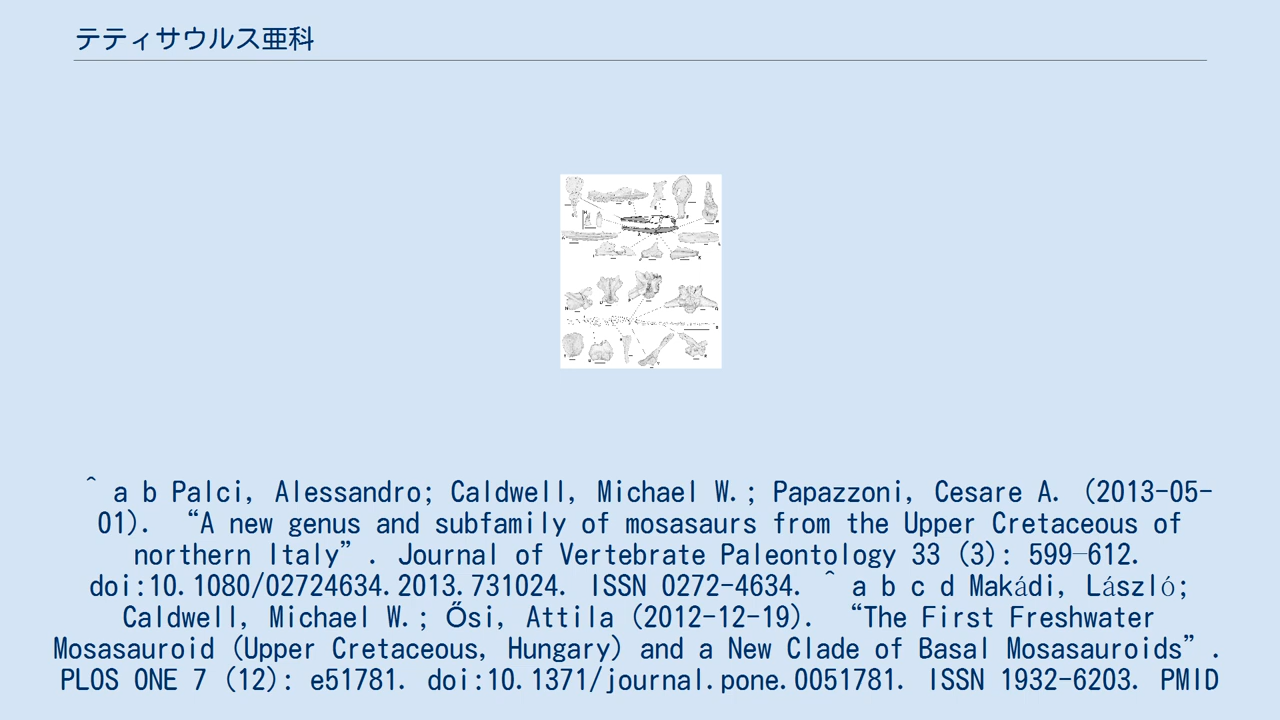 テティサウルス亜科
^ a b Palci, Alessandro; Caldwell, Michael W.; Papazzoni, Cesare A. (2013-05-
01). “A new genus and subfamily of mosasaurs from the Upper Cretaceous of
northern Italy”. Journal of Vertebrate Paleontology 33 (3): 599–612.
doi:10.1080/02724634.2013.731024. ISSN 0272-4634. ^ a b c d Makádi, László;
Caldwell, Michael W.; Ősi, Attila (2012-12-19). “The First Freshwater
Mosasauroid (Upper Cretaceous, Hungary) and a New Clade of Basal Mosasauroids”.
PLOS ONE 7 (12): e51781. doi:10.1371/journal.pone.0051781. ISSN 1932-6203. PMID